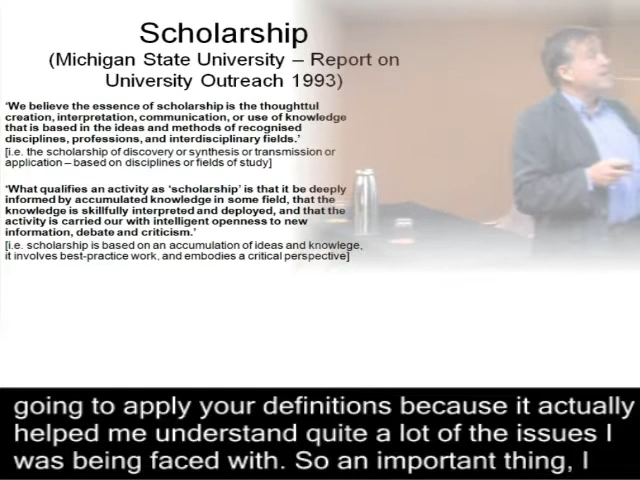 Scholarship
(Michigan State University – Report on
University Outreach 1993)
‘We believe the essence of scholarship is the thoughttul
creation, interpretation, communication, or use of knowledge
that is based in the ideas and methods of recognised
disciplines, professions, and interdisciplinary fields.’
[i.e. the scholarship of discovery or synthesis or transmission or
application – based on disciplines or fields of study]
‘What qualifies an activity as ‘scholarship’ is that it be deeply
informed by accumulated knowledge in some field, that the
knowledge is skillfully interpreted and deployed, and that the
activity is carried our with intelligent openness to new
information, debate and criticism.’
[i.e. scholarship is based on an accumulation of ideas and knowlege,
it involves best-practice work, and embodies a critical perspective]
going to apply your definitions because it actually
helped me understand quite a lot of the issues I
was being faced with. So an important thing, I